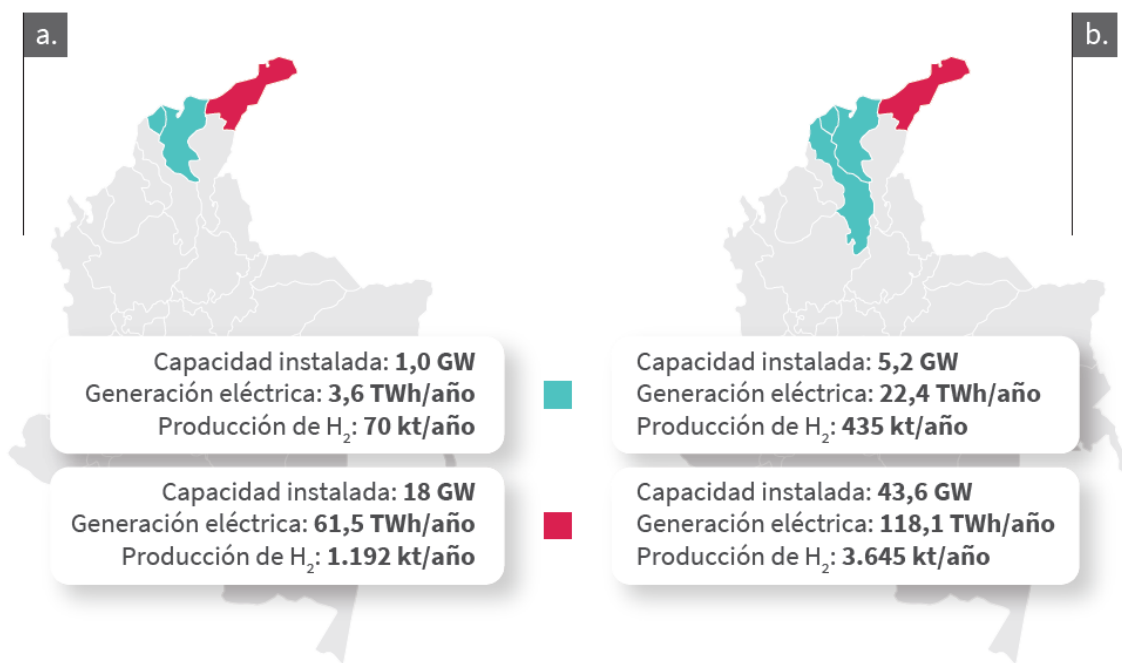 a.
b.
Capacidad instalada: 1,0 GW
Generación eléctrica: 3,6 TWh/año
Producción de H₂: 70 kt/año
Capacidad instalada: 5,2 GW
Generación eléctrica: 22,4 TWh/año
Producción de H₂: 435 kt/año
Capacidad instalada: 18 GW
Generación eléctrica: 61,5 TWh/año
Producción de H₂: 1.192 kt/año
Capacidad instalada: 43,6 GW
Generación eléctrica: 118,1 TWh/año
Producción de H₂: 3.645 kt/año